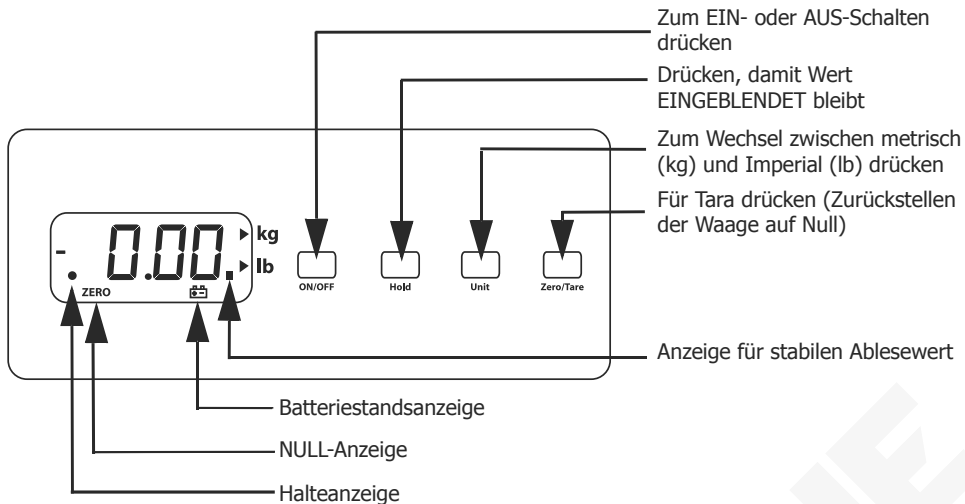 Zum EIN- oder AUS-Schalten
drücken
Drücken, damit Wert
EINGEBLENDET bleibt
Zum Wechsel zwischen metrisch
(kg) und Imperial (lb) drücken
Für Tara drücken (Zurückstellen
der Waage auf Null)
- 0.00. kg
lb
ZERO
ON/OFF Hold Unit Zero/Tare
Anzeige für stabilen Ablesewert
Batteriestandsanzeige
NULL-Anzeige
Halteanzeige